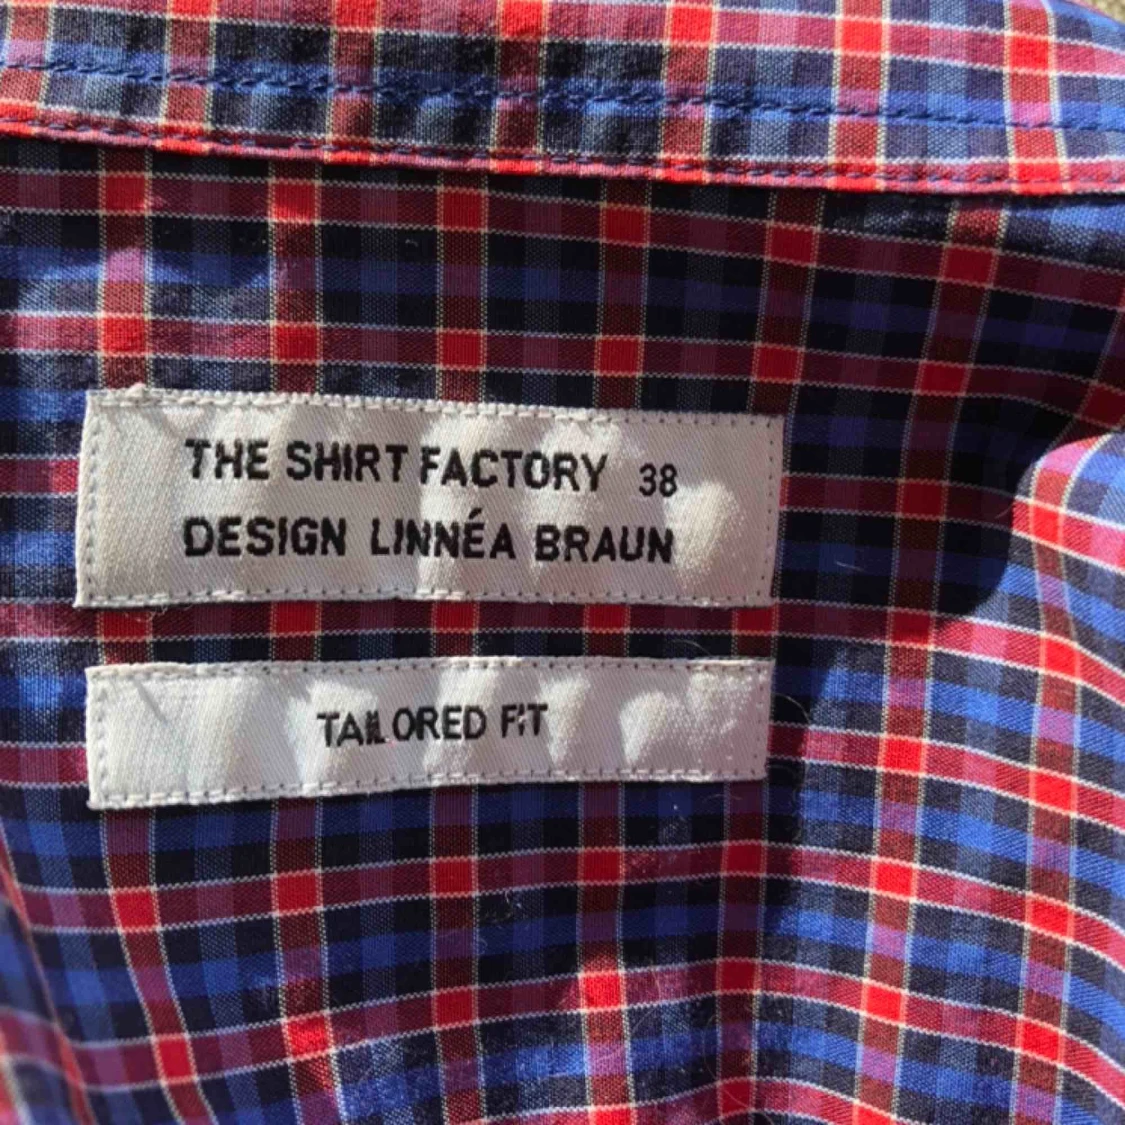 THE SHIRT FACTORY 38
DESIGN LINNÉA BRAUN
TAILORED FIT